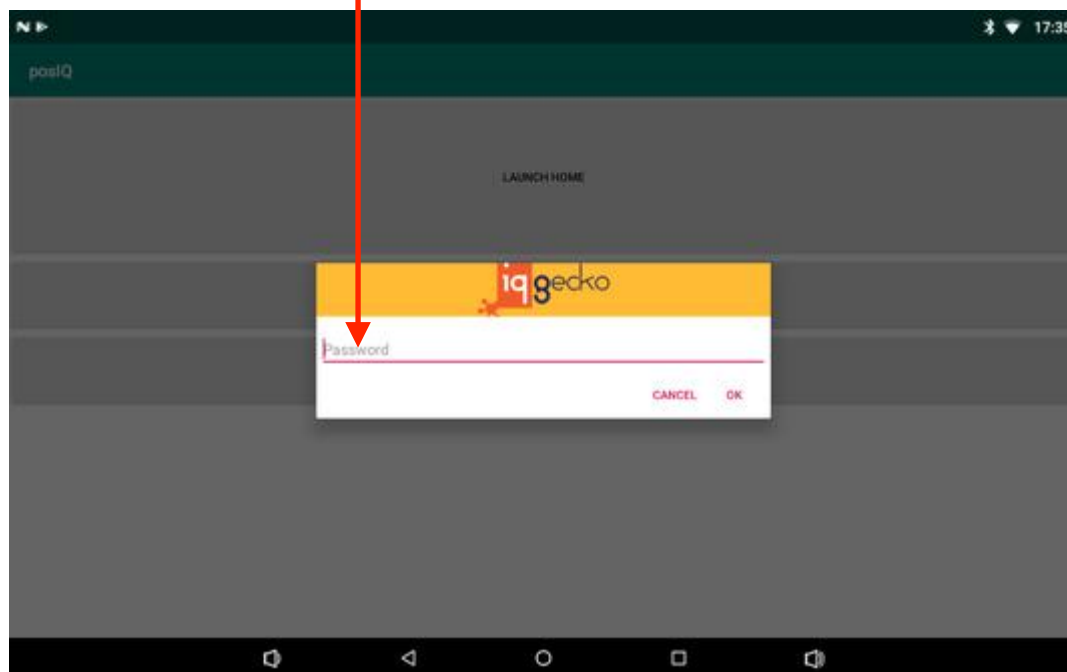 17:35
posIQ
LAUNCH HOME
iq gecko
Password
CANCEL OK